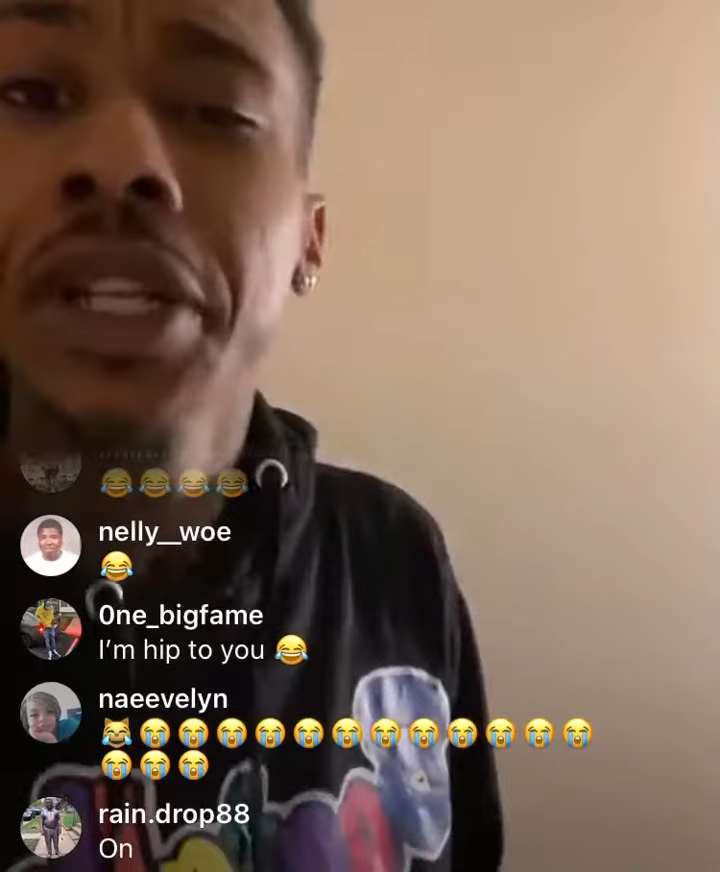 😂😂😂😂
nelly__woe
😂
0ne_bigfame
I’m hip to you 😂
naeevelyn
😹😭😭😭😭😭😭😭😭😭😭😭😭
😭😭😭
rain.drop88
On